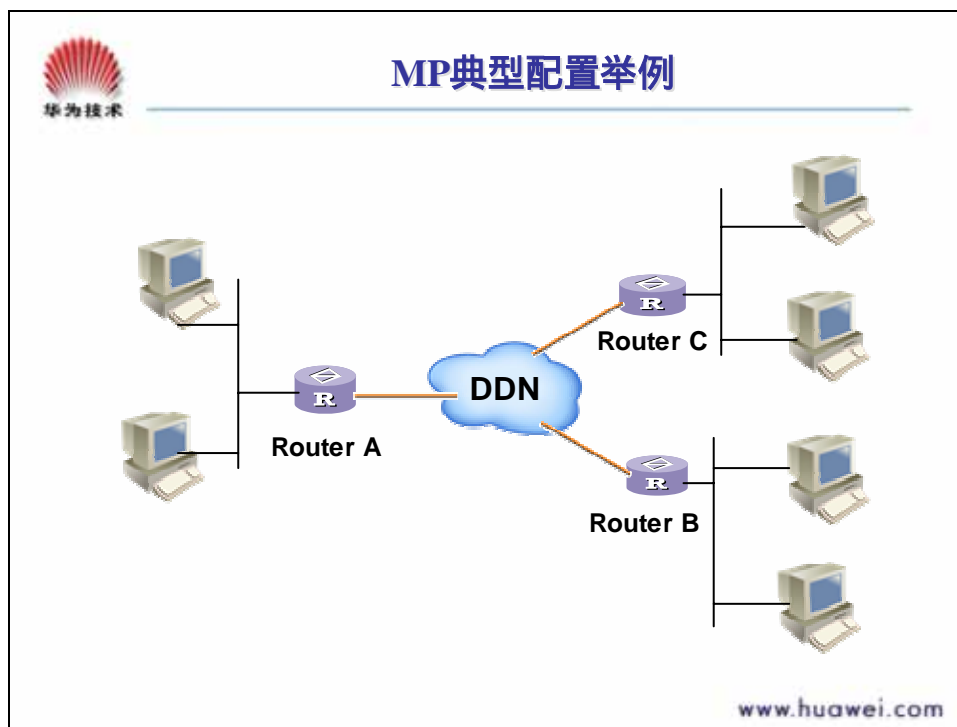 MP典型配置举例
华为技术
R
Router C
DDN
R
Router A
R
Router B
www.huawei.com